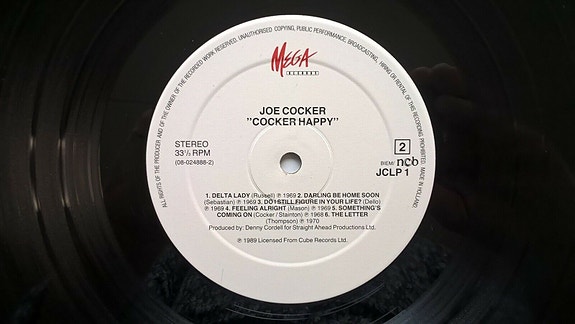 ALL RIGHTS OF THE PRODUCER AND OF THE OWNER OF THE RECORDED WORK RESERVED. UNAUTHORISED COPYING, PUBLIC PERFORMANCE, BROADCASTING, HIRING OR RENTAL OF THIS RECORDING PROHIBITED. MADE IN HOLLAND.
MEGA
RECORDS
JOE COCKER
"COCKER HAPPY"
STEREO
33⅓ RPM
(08-024888-2)
2
BIEM/ ncb
JCLP 1
1. DELTA LADY (Russell) ℗ 1969 2. DARLING BE HOME SOON
(Sebastian) ℗ 1969 3. DO I STILL FIGURE IN YOUR LIFE? (Dello)
℗ 1969 4. FEELING ALRIGHT (Mason) ℗ 1969 5. SOMETHING'S
COMING ON (Cocker / Stainton) ℗ 1968 6. THE LETTER
(Thompson) ℗ 1970
Produced by: Denny Cordell for Straight Ahead Productions Ltd.
℗ 1989 Licensed From Cube Records Ltd.